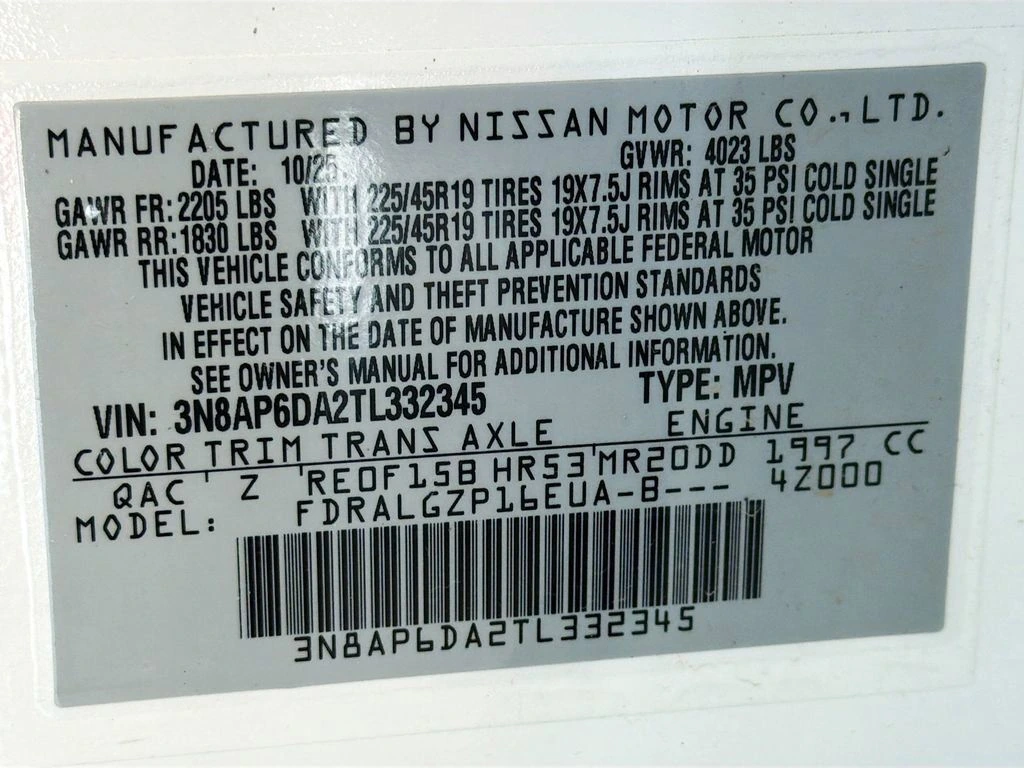 MANUFACTURED BY NISSAN MOTOR CO., LTD.
DATE: 10/25 GVWR: 4023 LBS
GAWR FR: 2205 LBS WITH 225/45R19 TIRES 19X7.5J RIMS AT 35 PSI COLD SINGLE
GAWR RR: 1830 LBS WITH 225/45R19 TIRES 19X7.5J RIMS AT 35 PSI COLD SINGLE
THIS VEHICLE CONFORMS TO ALL APPLICABLE FEDERAL MOTOR
VEHICLE SAFETY AND THEFT PREVENTION STANDARDS
IN EFFECT ON THE DATE OF MANUFACTURE SHOWN ABOVE.
SEE OWNER'S MANUAL FOR ADDITIONAL INFORMATION.
VIN: 3N8AP6DA2TL332345 TYPE: MPV
COLOR TRIM TRANS AXLE ENGINE
QAC Z RE0F15B HR53 MR20DD 1997 CC
MODEL: FDRALGZP16EUA-B--- 4Z000
3N8AP6DA2TL332345